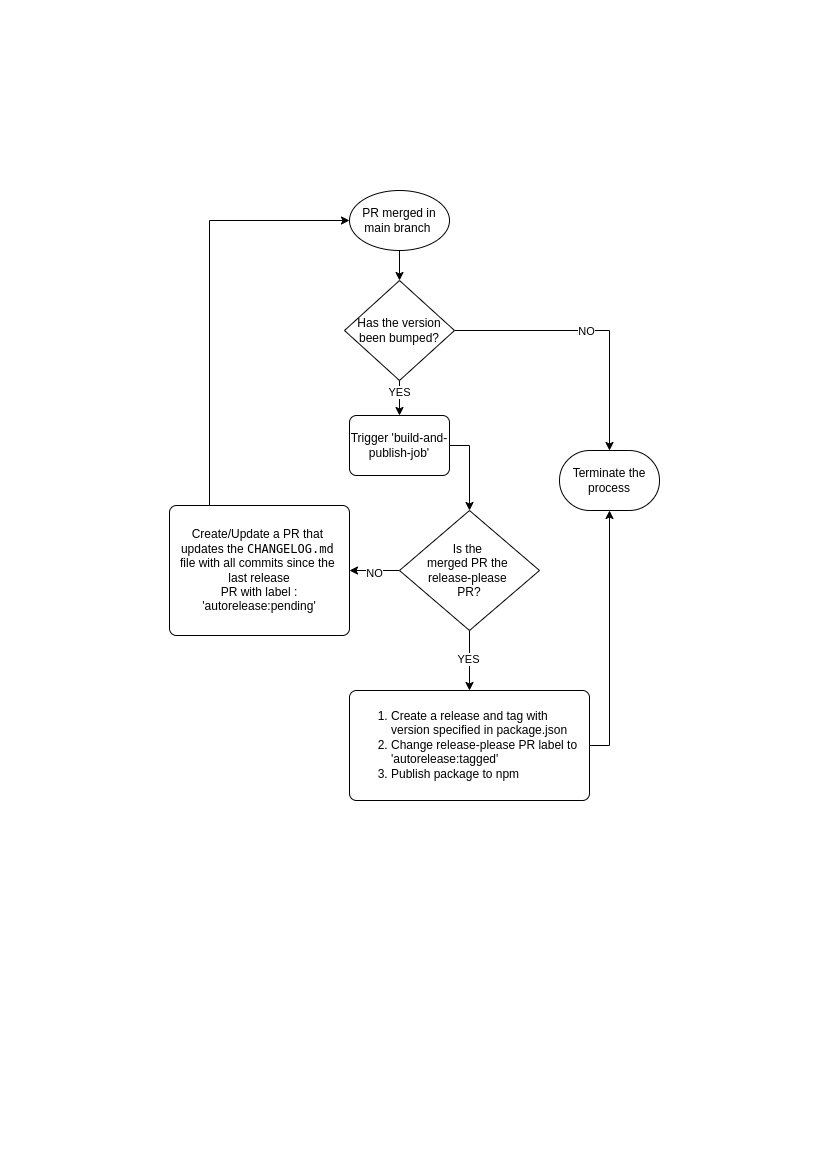 PR merged in
main branch
Has the version
been bumped?
NO
YES
Trigger 'build-and-
publish-job'
Terminate the
process
Create/Update a PR that
updates the CHANGELOG.md
file with all commits since the
last release
PR with label :
'autorelease:pending'
NO
Is the
merged PR the
release-please
PR?
YES
1. Create a release and tag with
version specified in package.json
2. Change release-please PR label to
'autorelease:tagged'
3. Publish package to npm